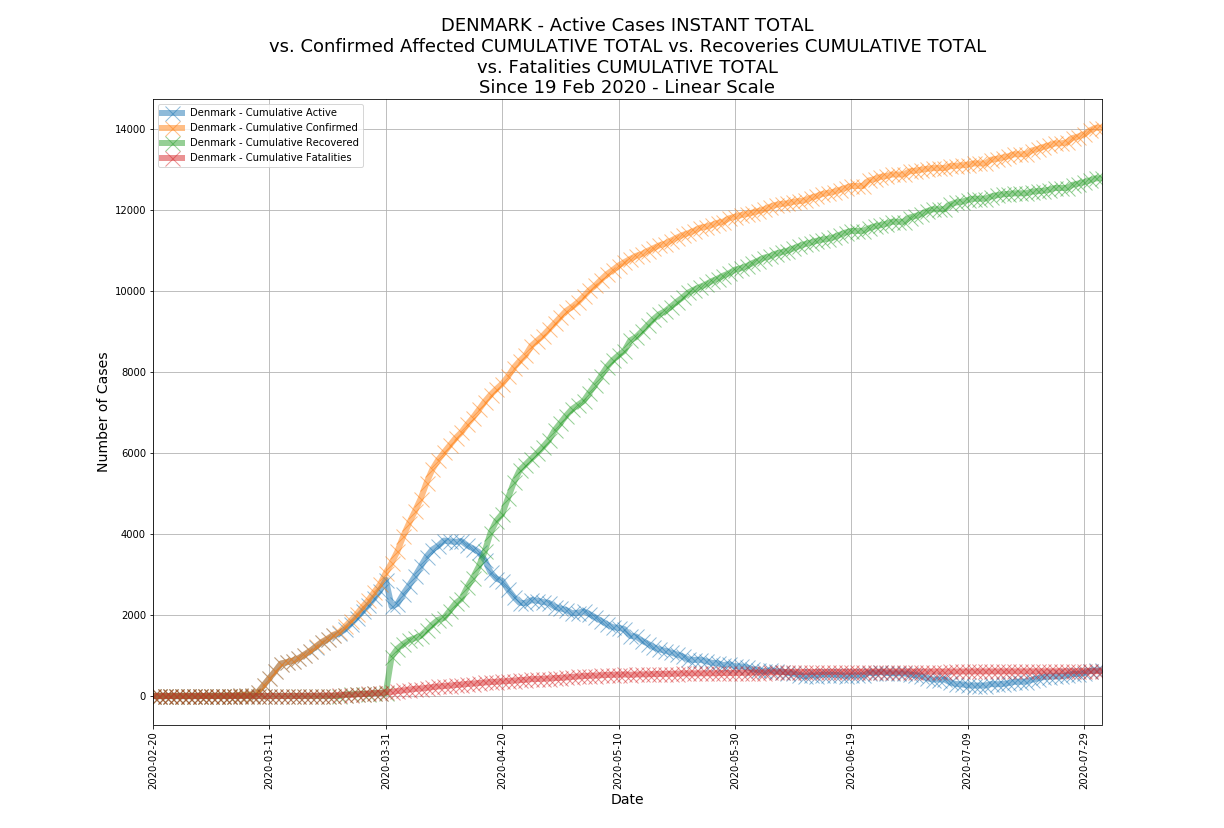 DENMARK - Active Cases INSTANT TOTAL
vs. Confirmed Affected CUMULATIVE TOTAL vs. Recoveries CUMULATIVE TOTAL
vs. Fatalities CUMULATIVE TOTAL
Since 19 Feb 2020 - Linear Scale
Denmark - Cumulative Active
Denmark - Cumulative Confirmed
Denmark - Cumulative Recovered
Denmark - Cumulative Fatalities
Number of Cases
14000
12000
10000
8000
6000
4000
2000
0
2020-02-20
2020-03-11
2020-03-31
2020-04-20
2020-05-10
2020-05-30
2020-06-19
2020-07-09
2020-07-29
Date